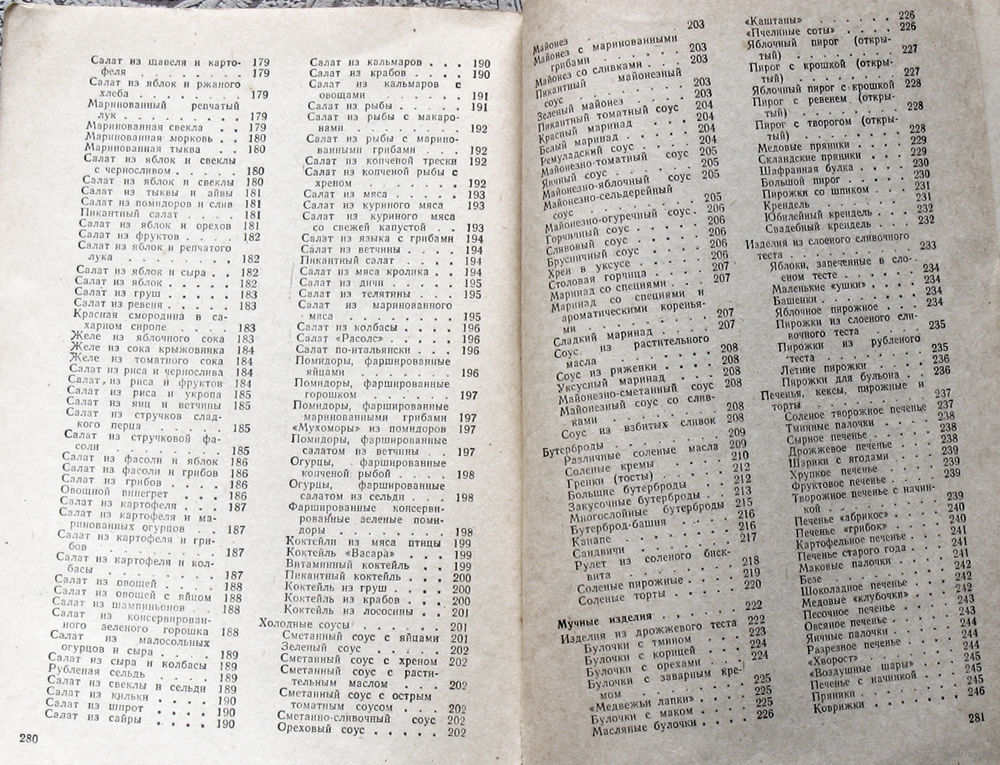 Салат из щавеля и карто-
феля . . . . . . . 179
Салат из яблок и ржаного
хлеба . . . . . . . 179
Маринованный репчатый
лук . . . . . . . . 179
Маринованная свекла . . 179
Маринованная морковь . . 180
Маринованная тыква . . 180
Салат из яблок и свеклы
с черносливом . . . . 180
Салат из яблок и свеклы 180
Салат из тыквы и айвы 181
Салат из помидоров и слив 181
Пикантный салат . . . . 181
Салат из яблок и орехов 181
Салат из фруктов . . . 182
Салат из яблок и репчатого
лука . . . . . . . . 182
Салат из яблок и сыра . . 182
Салат из яблок . . . . 182
Салат из груш . . . . 183
Салат из ревеня . . . . 183
Красная смородина в са-
харном сиропе . . . . 183
Желе из яблочного сока 183
Желе из сока крыжовника 184
Желе из томатного сока 184
Салат из риса и чернослива 184
Салат из риса и фруктов 184
Салат из риса и укропа 185
Салат из яиц и ветчины 185
Салат из стручков слад-
кого перца . . . . . 185
Салат из стручковой фа-
соли . . . . . . . . 185
Салат из фасоли и яблок 186
Салат из фасоли и грибов 186
Салат из грибов . . . . 186
Овощной винегрет . . . 186
Салат из картофеля . . . 187
Салат из картофеля и ма-
ринованных огурцов . . 187
Салат из картофеля и гри-
бов . . . . . . . . 187
Салат из картофеля и кол-
басы . . . . . . . . 187
Салат из овощей . . . . 188
Салат из овощей с яйцом 188
Салат из шампиньонов . 188
Салат из консервирован-
ного зеленого горошка 188
Салат из малосольных
огурцов и сыра . . . . 189
Салат из сыра и колбасы 189
Рубленая сельдь . . . . 189
Салат из свеклы и сельди 189
Салат из кильки . . . . 190
Салат из шпрот . . . . 190
Салат из сайры . . . . 190
280
Салат из кальмаров . . . 190
Салат из крабов . . . . 190
Салат из кальмаров с
овощами . . . . . . 191
Салат из рыбы . . . . 191
Салат из рыбы с макаро-
нами . . . . . . . . 192
Салат из рыбы с марино-
ванными грибами . . . 192
Салат из копченой трески 192
Салат из копченой рыбы с
хреном . . . . . . . 192
Салат из мяса . . . . 193
Салат из куриного мяса 193
Салат из куриного мяса
со свежей капустой . . 193
Салат из языка с грибами 194
Салат из ветчины . . . 194
Пикантный салат . . . . 194
Салат из мяса кролика . 194
Салат из дичи . . . . 195
Салат из телятины . . . 195
Салат из маринованного
мяса . . . . . . . . 195
Салат из колбасы . . . 196
Салат «Расолс» . . . . 196
Салат по-итальянски . . 196
Помидоры, фаршированные
яйцами . . . . . . . 196
Помидоры, фаршированные
горошком . . . . . . 197
Помидоры, фаршированные
маринованными грибами 197
«Мухоморы» из помидоров 197
Помидоры, фаршированные
салатом из ветчины . . 197
Огурцы, фаршированные
копченой рыбой . . . . 198
Огурцы, фаршированные
салатом из сельди . . 198
Фаршированные консерви-
рованные зеленые поми-
доры . . . . . . . . 198
Коктейли из мяса птицы 199
Коктейль «Васара» . . . 199
Витаминный коктейль . . 199
Пикантный коктейль . . . 200
Коктейль из груш . . . 200
Коктейль из крабов . . . 200
Коктейль из лососины . . 201
Холодные соусы . . . . 201
Сметанный соус с яйцами 201
Зеленый соус . . . . . 202
Сметанный соус с хреном 202
Сметанный соус с расти-
тельным маслом . . . . 202
Сметанный соус с острым
томатным соусом . . . 202
Сметанно-сливочный соус 202
Ореховый соус . . . . . 202
Майонез . . . . . . . 203
Майонез с маринованными
грибами . . . . . . . 203
Майонез со сливками . . 203
Пикантный майонезный
соус . . . . . . . . 203
Зеленый майонез . . . . 203
Пикантный томатный соус 204
Красный маринад . . . . 204
Белый маринад . . . . . 204
Ремуладский соус . . . 204
Майонезно-томатный соус 205
Яичный соус . . . . . 205
Майонезно-яблочный соус 205
Майонезно-сельдерейный
соус . . . . . . . . 205
Майонезно-огуречный соус . 206
Горчичный соус . . . . 206
Сливовый соус . . . . 206
Брусничный соус . . . 206
Хрен в уксусе . . . . 206
Столовая горчица . . . 207
Маринад со специями . . 207
Маринад со специями и
ароматическими коренья-
ми . . . . . . . . . 207
Сладкий маринад . . . . 207
Соус из растительного
масла . . . . . . . 208
Соус из ряженки . . . . 208
Уксусный маринад . . . 208
Майонезно-сметанный соус 208
Майонезный соус со слив-
ками . . . . . . . . 208
Соус из взбитых сливок 208
Бутерброды . . . . . . 209
Различные соленые масла 209
Соленые кремы . . . . 210
Гренки (тосты) . . . . 212
Большие бутерброды . . 212
Закусочные бутерброды . . 213
Многослойные бутерброды 215
Бутерброд-башня . . . . 216
Канапе . . . . . . . 216
Сандвичи . . . . . . 217
Рулет из соленого биск-
вита . . . . . . . . 218
Соленые пирожные . . . 219
Соленые торты . . . . 220
Мучные изделия . . . . 222
Изделия из дрожжевого теста 222
Булочки с тмином . . . 223
Булочки с корицей . . . 224
Булочки с орехами . . . 224
Булочки с заварным кре-
мом . . . . . . . . 225
«Медвежьи лапки» . . . 225
Булочки с маком . . . . 225
Масляные булочки . . . 226
«Каштаны» . . . . . . 226
«Пчелиные соты» . . . . 226
Яблочный пирог (откры-
тый) . . . . . . . . 227
Пирог с крошкой (откры-
тый) . . . . . . . . 227
Яблочный пирог с крошкой 228
Пирог с ревенем (откры-
тый) . . . . . . . . 228
Пирог с творогом (откры-
тый) . . . . . . . . 228
Медовые пряники . . . . 229
Скландские пряники . . . 229
Шафранная булка . . . . 230
Большой пирог . . . . . 230
Пирожки со шпиком . . . 231
Крендель . . . . . . . 231
Юбилейный крендель . . . 232
Свадебный крендель . . . 232
Изделия из слоеного сливочного
теста . . . . . . . . 233
Яблоки, запеченные в сло-
еном тесте . . . . . . 234
Маленькие «ушки» . . . 234
Башенки . . . . . . . 234
Яблочное пирожное . . . 234
Пирожки из слоеного сли-
вочного теста . . . . 235
Пирожки из рубленого
теста . . . . . . . . 235
Летние пирожки . . . . 236
Пирожки для бульона . . . 236
Печенья, кексы, пирожные и
торты . . . . . . . . 237
Соленое творожное печенье 237
Тминные палочки . . . . 238
Сырное печенье . . . . 238
Дрожжевое печенье . . . 238
Шарики с ягодами . . . 239
Хрупкое печенье . . . . 239
Фруктовое печенье . . . 239
Творожное печенье с начин-
кой . . . . . . . . 239
Печенье «абрикос» . . . 240
Печенье «грибок» . . . . 240
Картофельное печенье . . 241
Печенье старого года . . 241
Маковые палочки . . . . 241
Безе . . . . . . . . 242
Шоколадное печенье . . . 242
Медовые «клубочки» . . . 242
Песочное печенье . . . . 243
Овсяное печенье . . . . 243
Яичные палочки . . . . 244
Разрезное печенье . . . 244
«Хворост» . . . . . . 244
«Воздушные шары» . . . 245
Печенье с начинкой . . . 245
Пряники . . . . . . . 245
Коврижки . . . . . . . 246
281